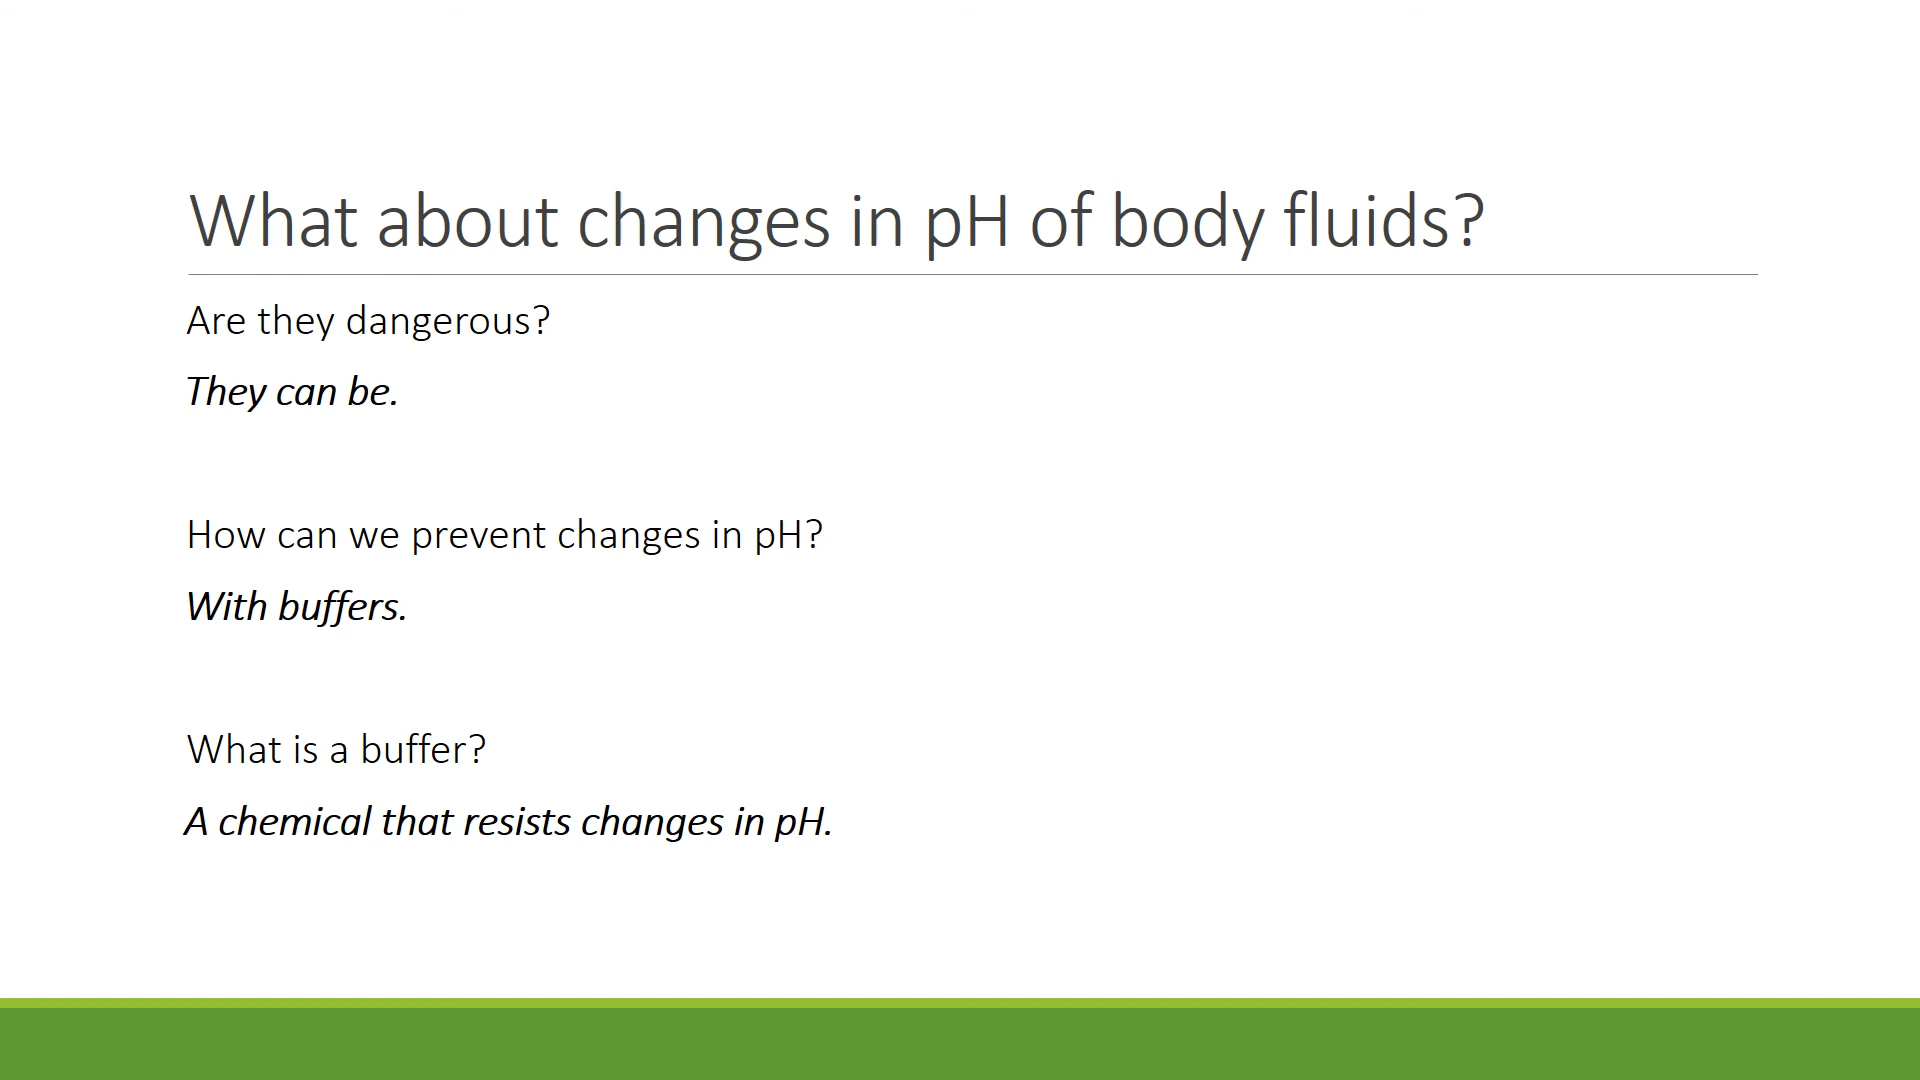 What about changes in pH of body fluids?
Are they dangerous?
They can be.
How can we prevent changes in pH?
With buffers.
What is a buffer?
A chemical that resists changes in pH.